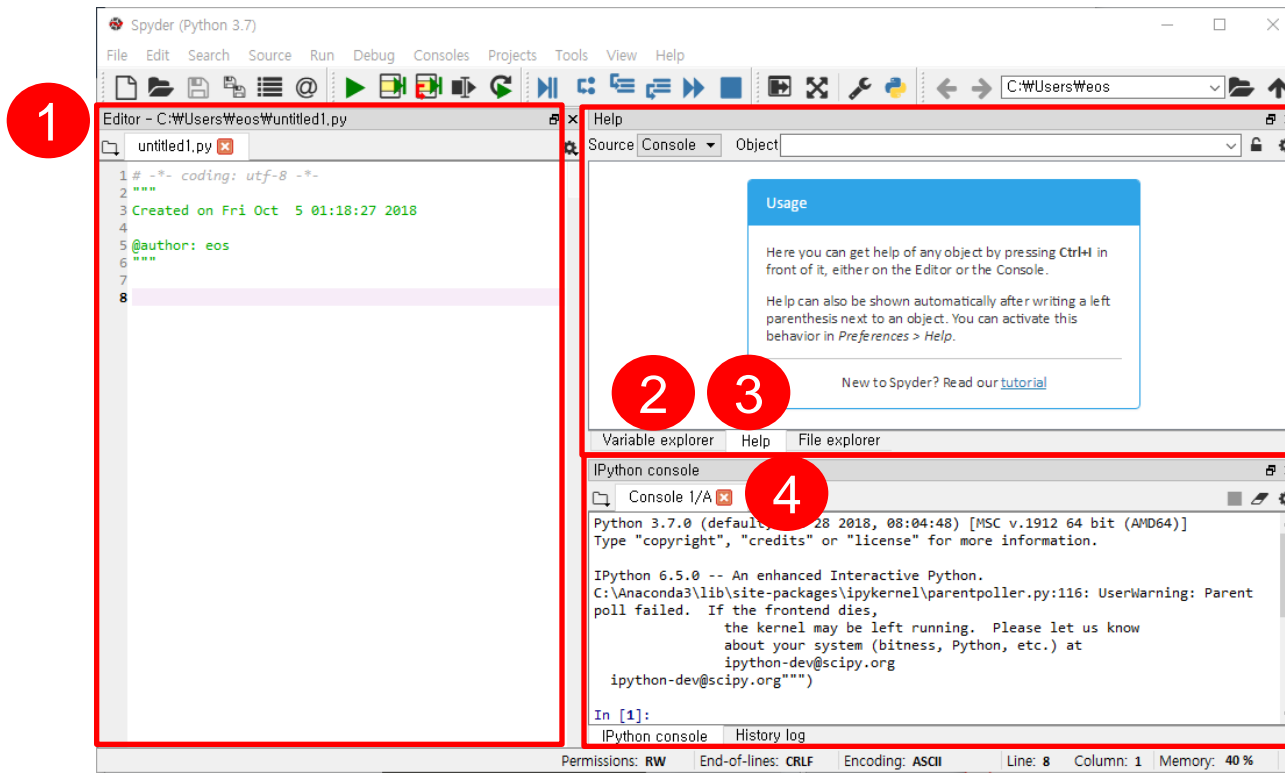 Spyder (Python 3.7)
File Edit Search Source Run Debug Consoles Projects Tools View Help
C:₩Users₩eos
1
Editor - C:₩Users₩eos₩untitled1.py
untitled1.py
1 # -*- coding: utf-8 -*-
2 """
3 Created on Fri Oct  5 01:18:27 2018
4
5 @author: eos
6 """
7
8
Help
Source Console Object
Usage
Here you can get help of any object by pressing Ctrl+I in
front of it, either on the Editor or the Console.
Help can also be shown automatically after writing a left
parenthesis next to an object. You can activate this
behavior in Preferences > Help.
New to Spyder? Read our tutorial
2
3
Variable explorer Help File explorer
IPython console
Console 1/A
4
Python 3.7.0 (default, 28 2018, 08:04:48) [MSC v.1912 64 bit (AMD64)]
Type "copyright", "credits" or "license" for more information.
IPython 6.5.0 -- An enhanced Interactive Python.
C:\Anaconda3\lib\site-packages\ipykernel\parentpoller.py:116: UserWarning: Parent
poll failed.  If the frontend dies,
the kernel may be left running.  Please let us know
about your system (bitness, Python, etc.) at
ipython-dev@scipy.org
ipython-dev@scipy.org""")
In [1]:
IPython console History log
Permissions: RW End-of-lines: CRLF Encoding: ASCII Line: 8 Column: 1 Memory: 40 %